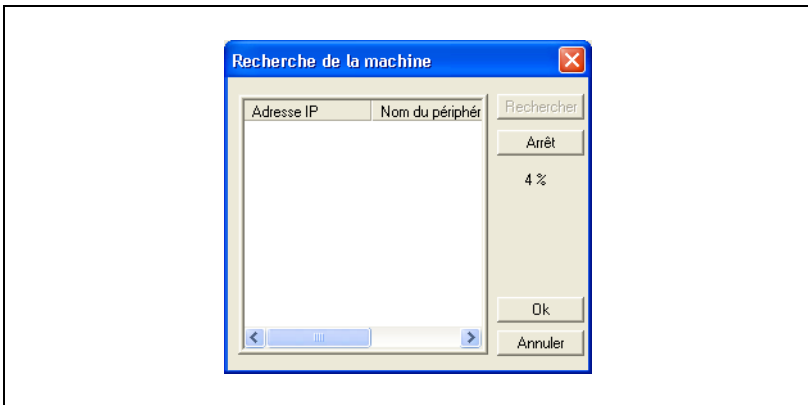 Recherche de la machine
Adresse IP Nom du périphér
Rechercher
Arrêt
4 %
Ok
Annuler